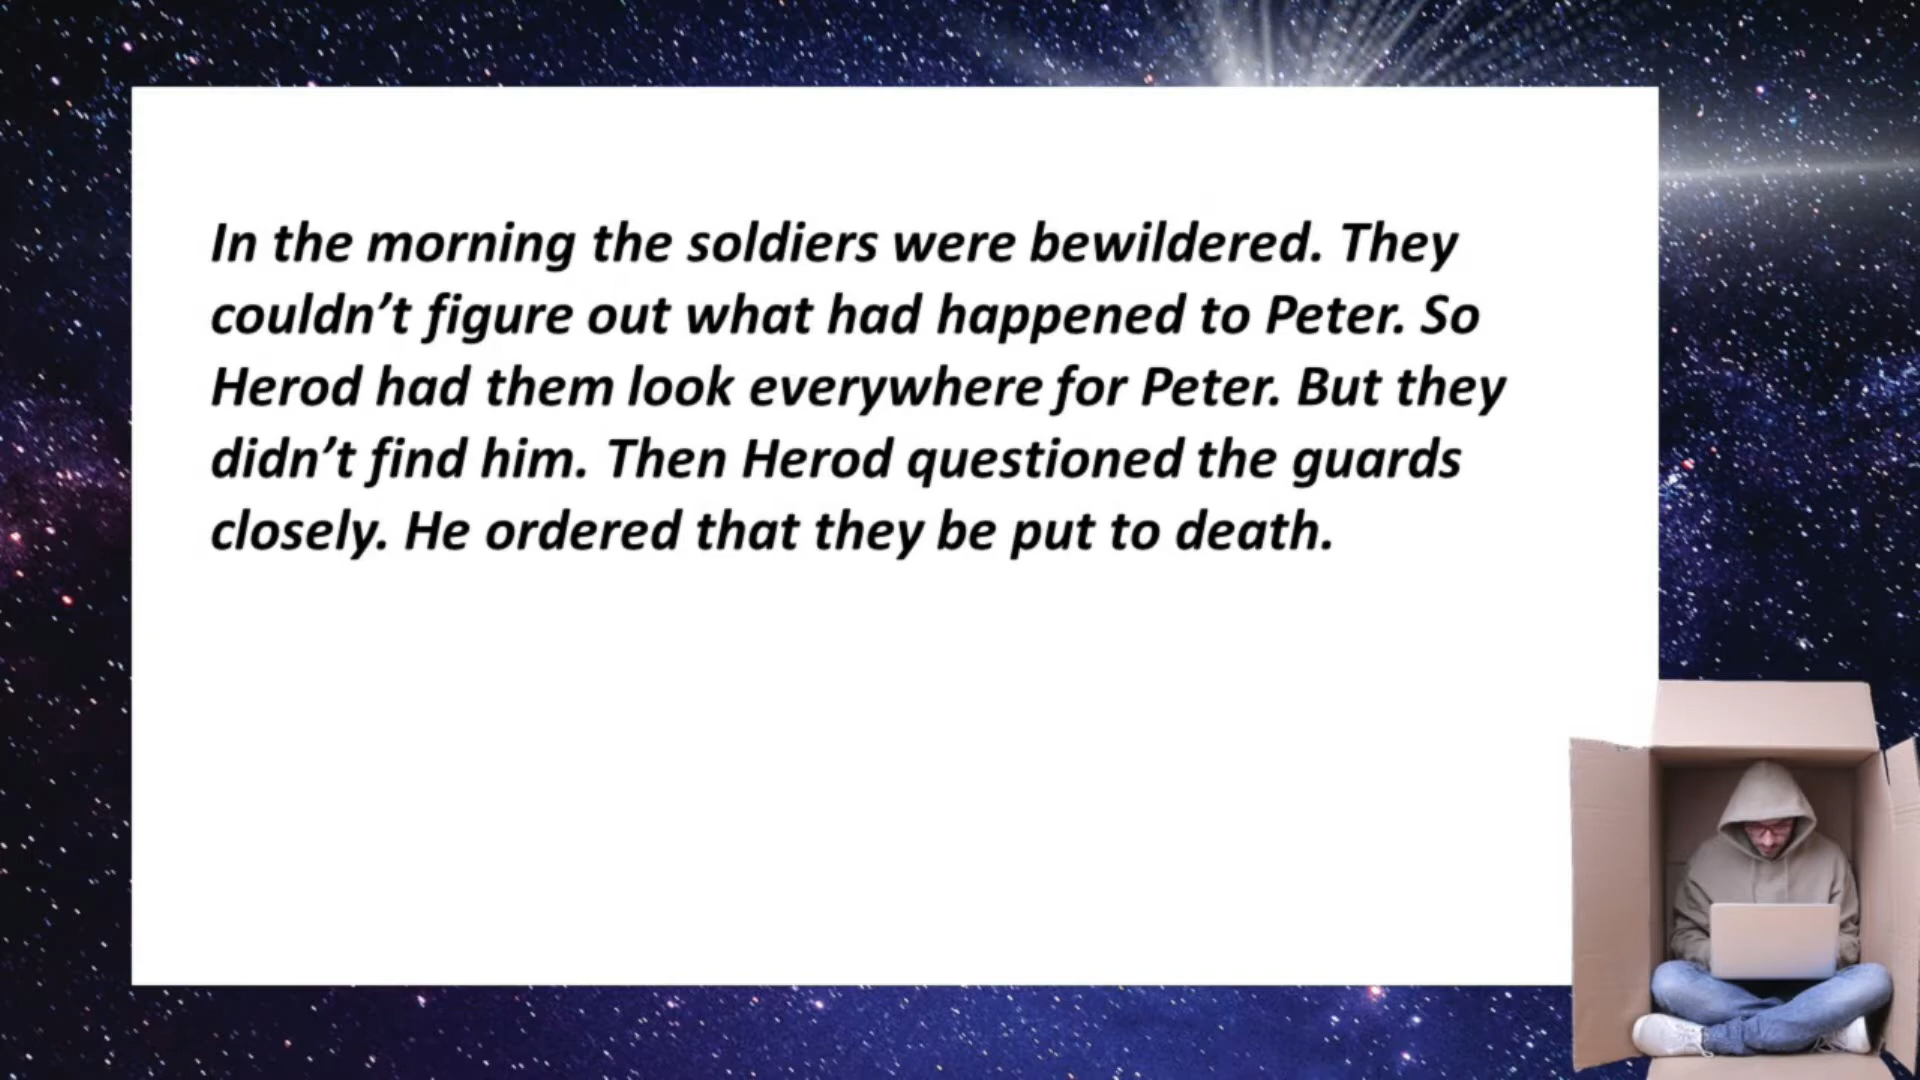 In the morning the soldiers were bewildered. They
couldn’t figure out what had happened to Peter. So
Herod had them look everywhere for Peter. But they
didn’t find him. Then Herod questioned the guards
closely. He ordered that they be put to death.